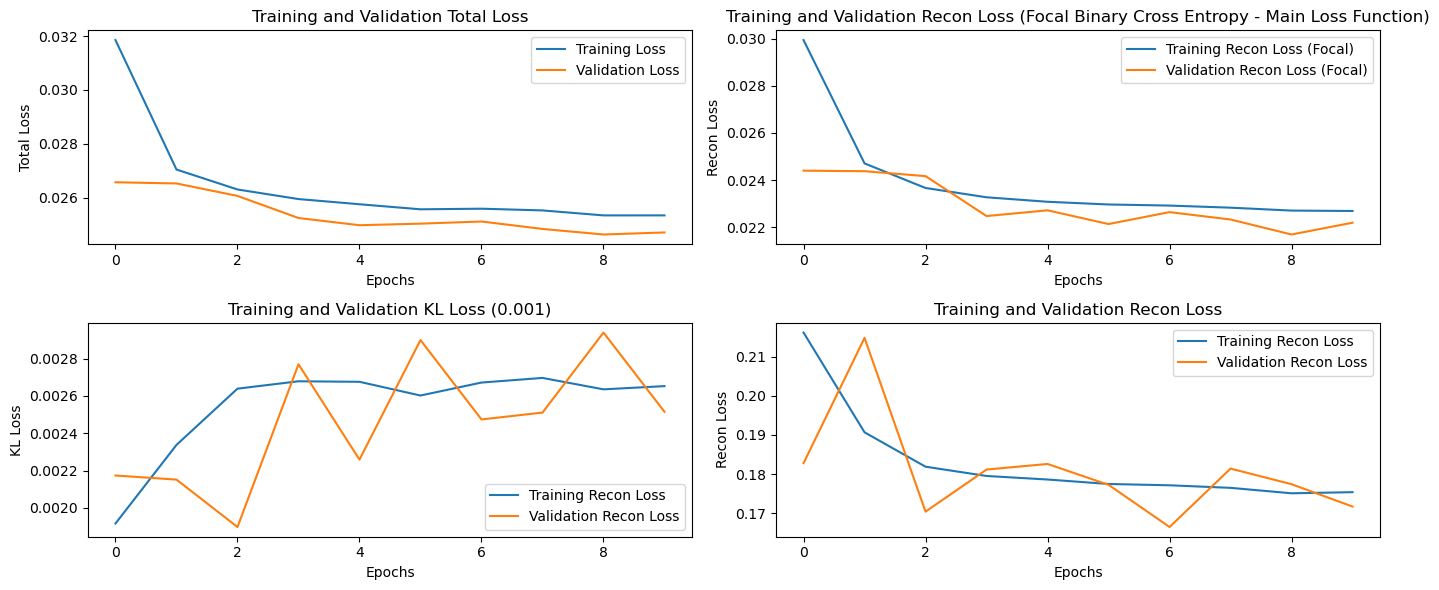 Training and Validation Total Loss
Training Loss
Validation Loss
0.032
0.030
0.028
0.026
Total Loss
0 2 4 6 8
Epochs
Training and Validation Recon Loss (Focal Binary Cross Entropy - Main Loss Function)
Training Recon Loss (Focal)
Validation Recon Loss (Focal)
0.030
0.028
0.026
0.024
0.022
Recon Loss
0 2 4 6 8
Epochs
Training and Validation KL Loss (0.001)
0.0028
0.0026
0.0024
0.0022
0.0020
KL Loss
Training Recon Loss
Validation Recon Loss
0 2 4 6 8
Epochs
Training and Validation Recon Loss
Training Recon Loss
Validation Recon Loss
0.21
0.20
0.19
0.18
0.17
Recon Loss
0 2 4 6 8
Epochs